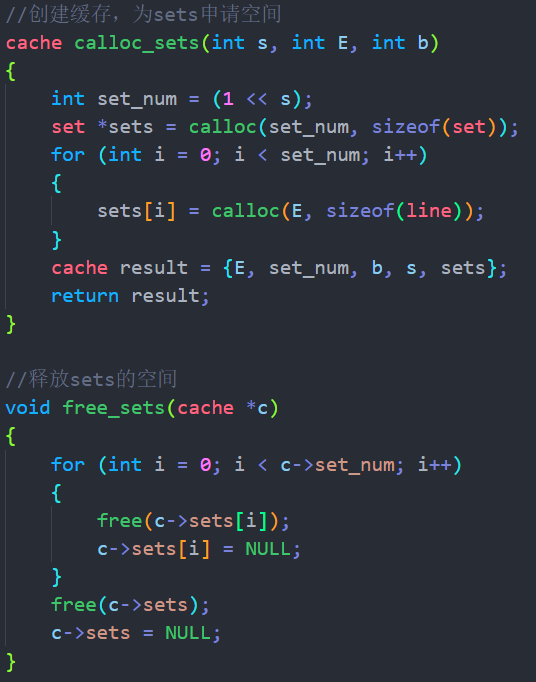 //创建缓存，为sets申请空间
cache calloc_sets(int s, int E, int b)
{
    int set_num = (1 << s);
    set *sets = calloc(set_num, sizeof(set));
    for (int i = 0; i < set_num; i++)
    {
        sets[i] = calloc(E, sizeof(line));
    }
    cache result = {E, set_num, b, s, sets};
    return result;
}

//释放sets的空间
void free_sets(cache *c)
{
    for (int i = 0; i < c->set_num; i++)
    {
        free(c->sets[i]);
        c->sets[i] = NULL;
    }
    free(c->sets);
    c->sets = NULL;
}